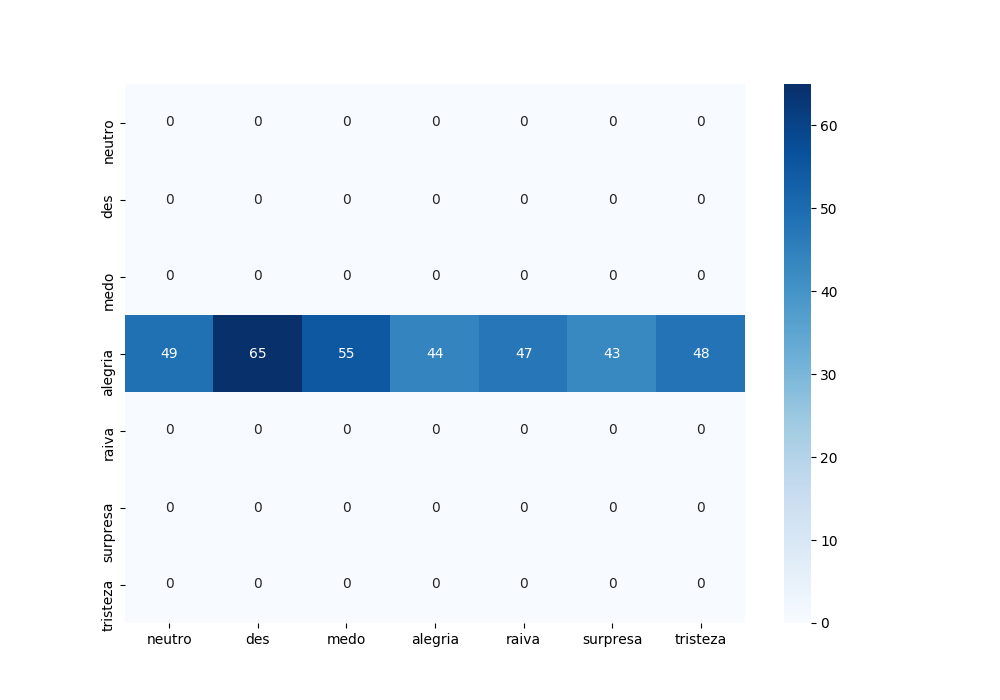 neutro 0 0 0 0 0 0 0
des 0 0 0 0 0 0 0
medo 0 0 0 0 0 0 0
alegria 49 65 55 44 47 43 48
raiva 0 0 0 0 0 0 0
surpresa 0 0 0 0 0 0 0
tristeza 0 0 0 0 0 0 0
neutro des medo alegria raiva surpresa tristeza
60
50
40
30
20
10
0